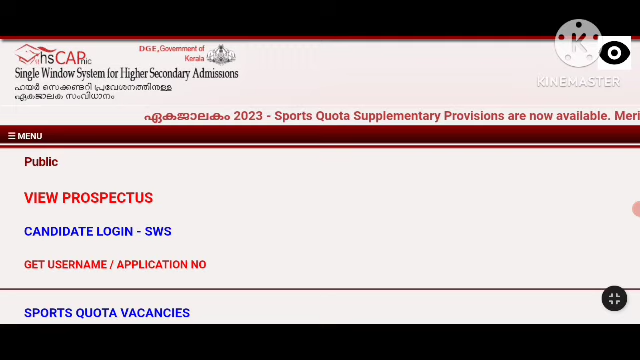 hsCAPnic
D.G.E, Government of
Kerala
Single Window System for Higher Secondary Admissions
ഹയർ സെക്കണ്ടറി പ്രവേശനത്തിനുള്ള
ഏകജാലക സംവിധാനം
K
KINEMASTER
ഏകജാലകം 2023 - Sports Quota Supplementary Provisions are now available. Meri
☰ MENU
Public
VIEW PROSPECTUS
CANDIDATE LOGIN - SWS
GET USERNAME / APPLICATION NO
SPORTS QUOTA VACANCIES